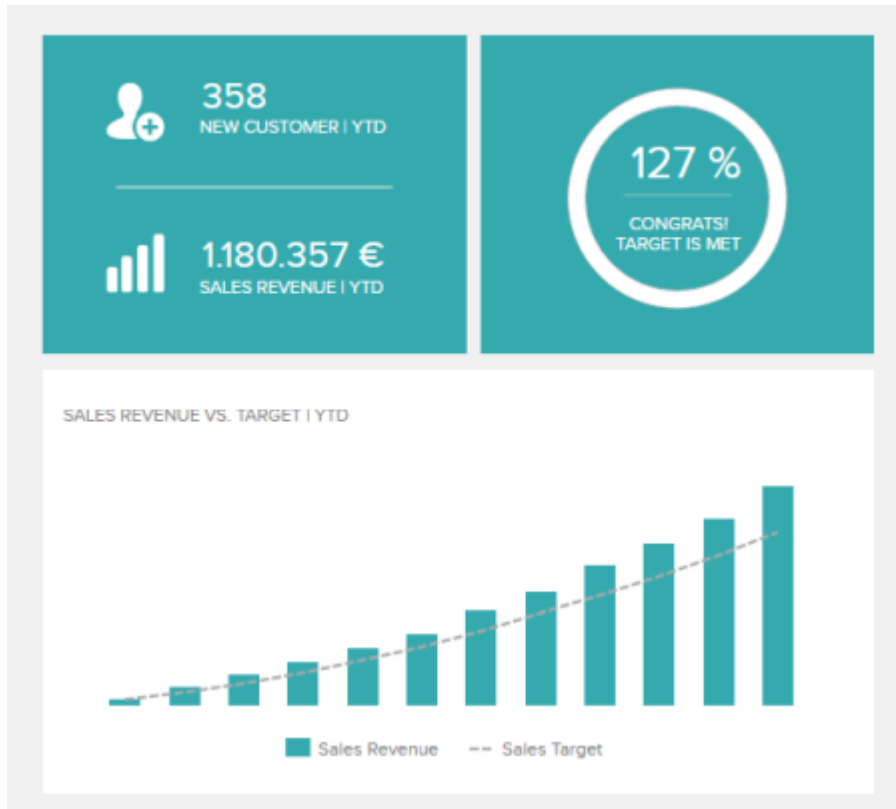 358
NEW CUSTOMER | YTD
1.180.357 €
SALES REVENUE | YTD
127 %
CONGRATS!
TARGET IS MET
SALES REVENUE VS. TARGET | YTD
Sales Revenue
Sales Target